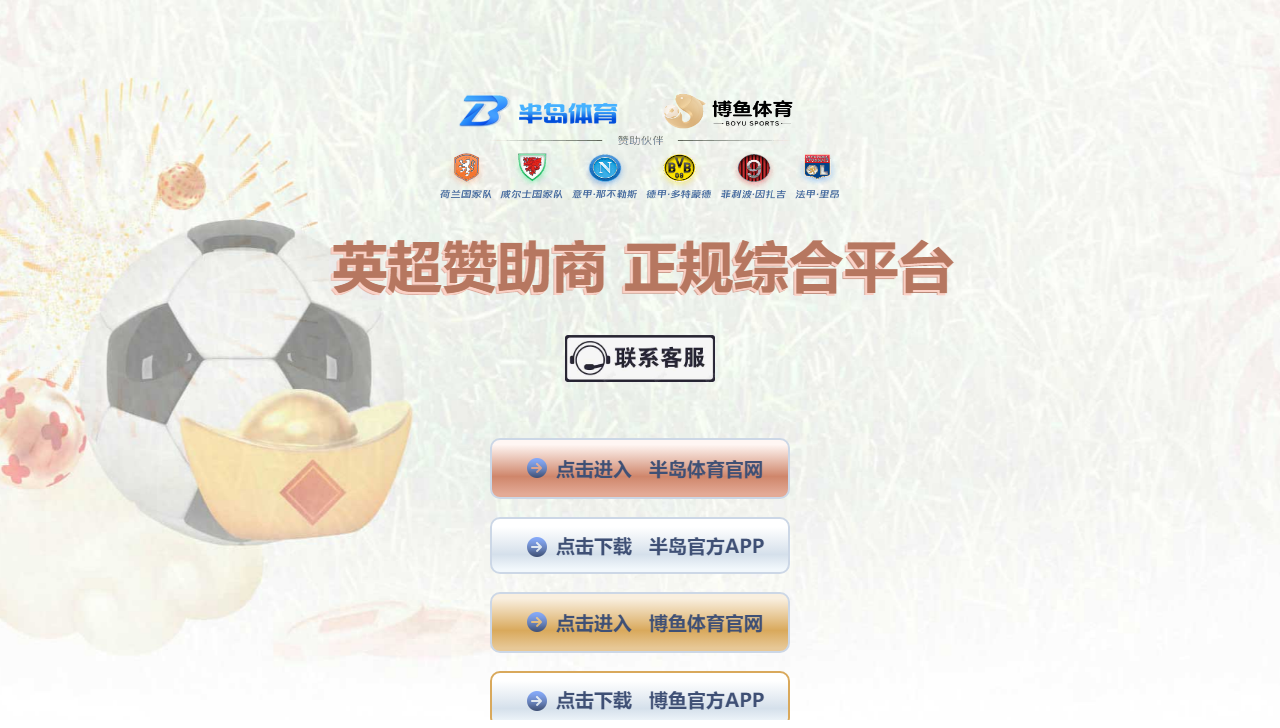 半岛体育 博鱼体育
BOYU SPORTS
赞助伙伴
N BVB 09 9 OL
荷兰国家队 威尔士国家队 意甲·那不勒斯 德甲·多特蒙德 菲利波·因扎吉 法甲·里昂
英超赞助商 正规综合平台
联系客服
点击进入 半岛体育官网
点击下载 半岛官方APP
点击进入 博鱼体育官网
点击下载 博鱼官方APP